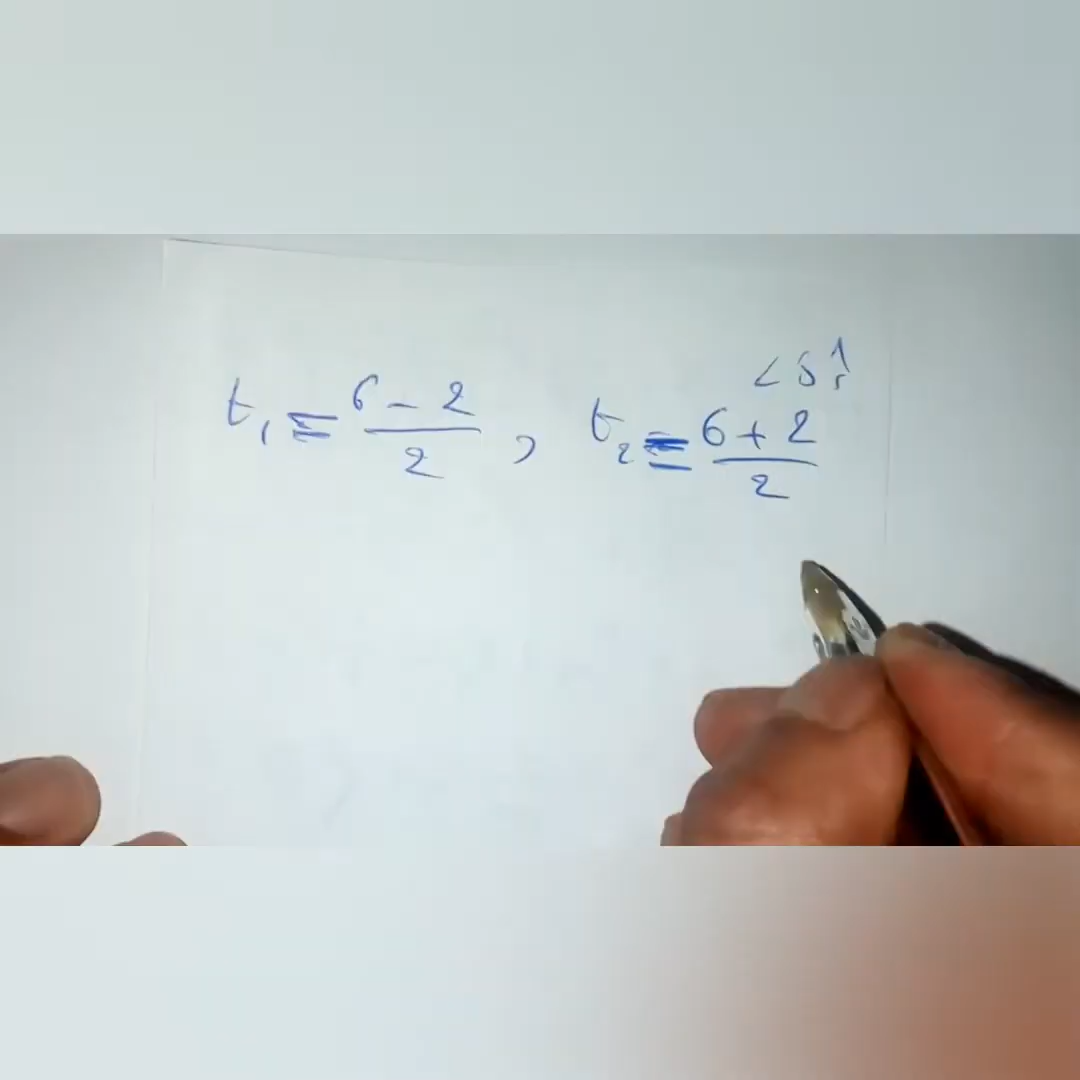 t₁ = (6 - 2)/2 , t₂ = (6 + 2)/2